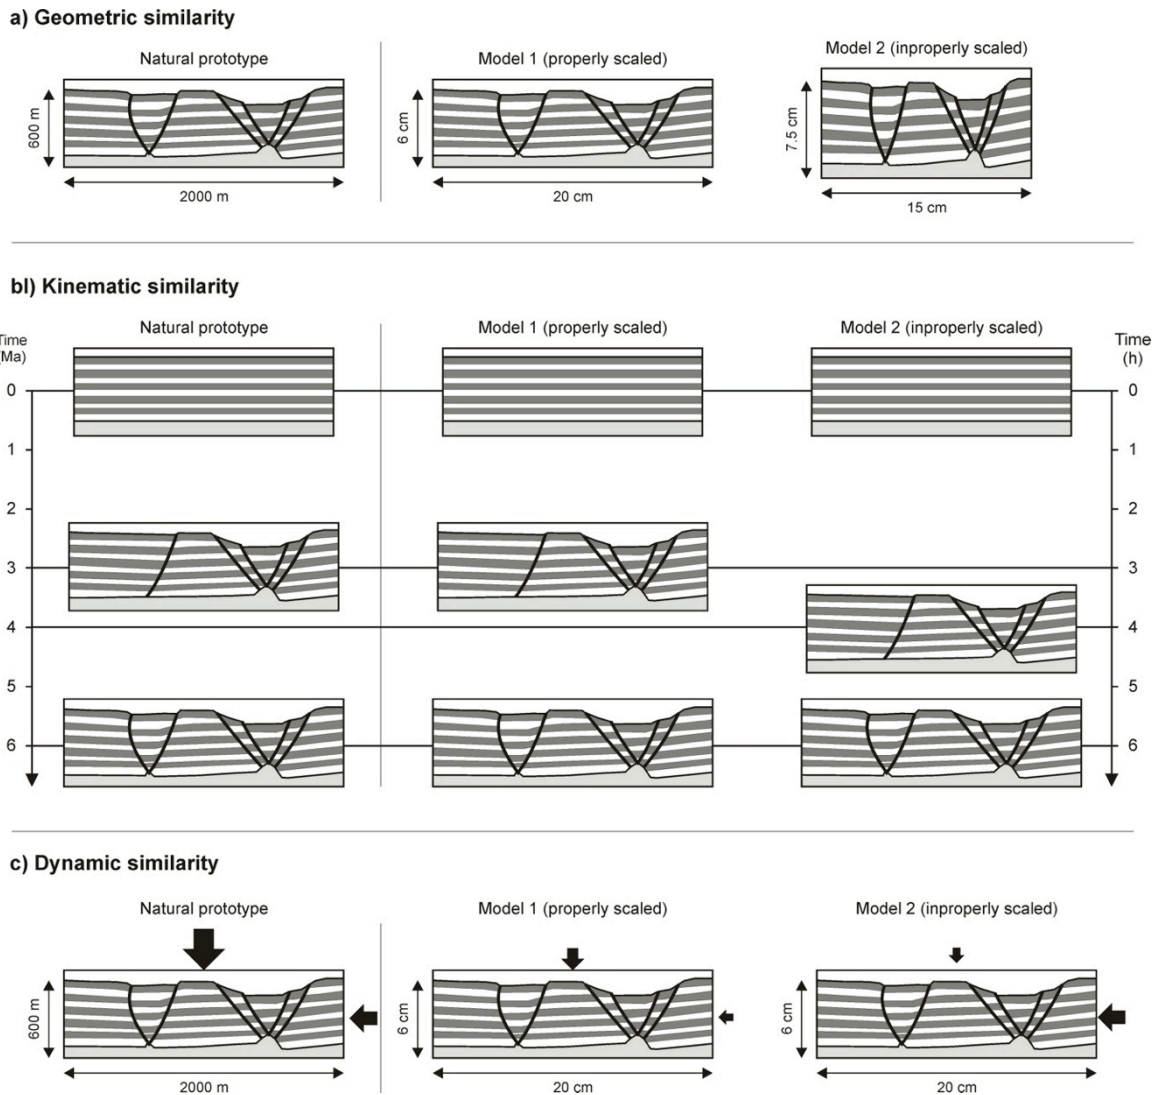 a) Geometric similarity
Natural prototype
Model 1 (properly scaled)
Model 2 (inproperly scaled)
600 m
6 cm
7.5 cm
2000 m
20 cm
15 cm
bl) Kinematic similarity
Natural prototype
Model 1 (properly scaled)
Model 2 (inproperly scaled)
Time
(Ma)
Time
(h)
0
0
1
1
2
2
3
3
4
4
5
5
6
6
c) Dynamic similarity
Natural prototype
Model 1 (properly scaled)
Model 2 (inproperly scaled)
600 m
6 cm
6 cm
2000 m
20 cm
20 cm